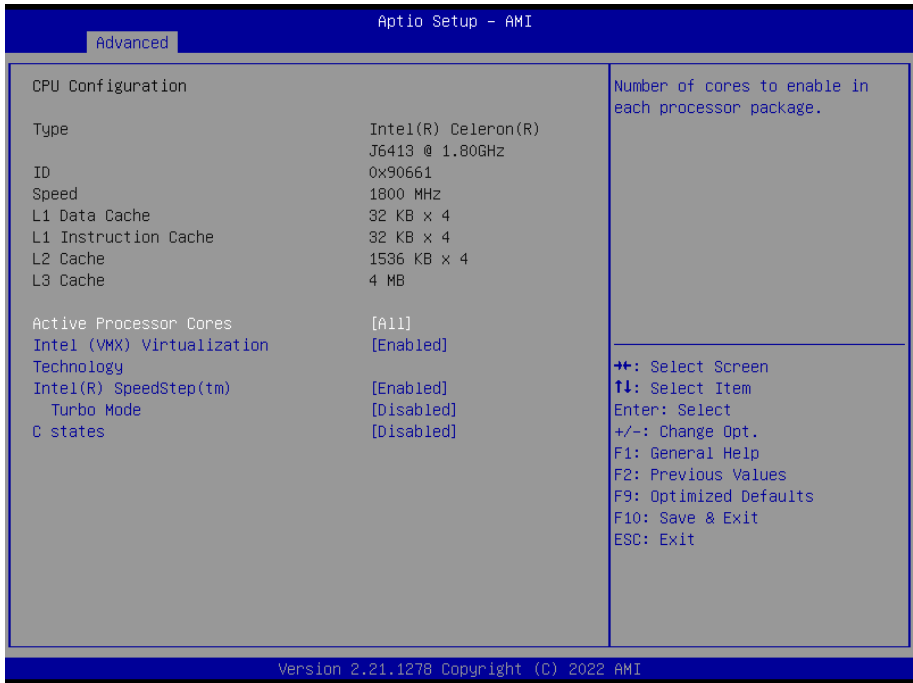 Aptio Setup - AMI
Advanced
CPU Configuration
Type Intel(R) Celeron(R)
J6413 @ 1.80GHz
ID 0x90661
Speed 1800 MHz
L1 Data Cache 32 KB x 4
L1 Instruction Cache 32 KB x 4
L2 Cache 1536 KB x 4
L3 Cache 4 MB
Active Processor Cores [All]
Intel (VMX) Virtualization [Enabled]
Technology
Intel(R) SpeedStep(tm) [Enabled]
Turbo Mode [Disabled]
C states [Disabled]
Number of cores to enable in
each processor package.
→←: Select Screen
↑↓: Select Item
Enter: Select
+/-: Change Opt.
F1: General Help
F2: Previous Values
F9: Optimized Defaults
F10: Save & Exit
ESC: Exit
Version 2.21.1278 Copyright (C) 2022 AMI